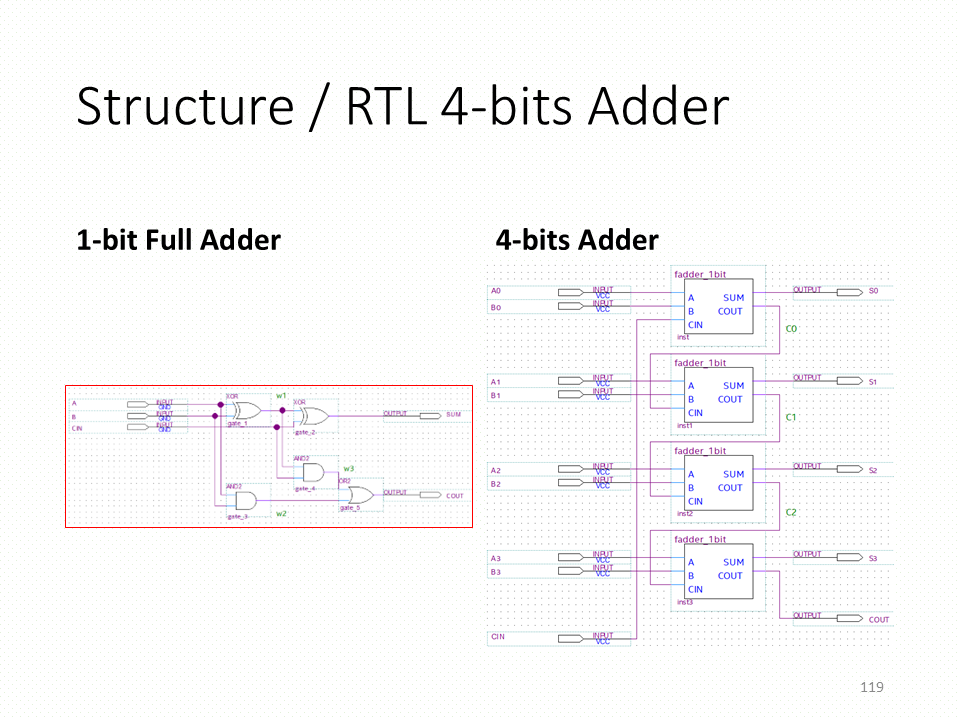 Structure / RTL 4-bits Adder
1-bit Full Adder
A
B
CIN
INPUT
GND
INPUT
GND
INPUT
GND
XOR
gate_1
w1
XOR
gate_2
OUTPUT
SUM
AND2
gate_4
w3
AND2
gate_3
w2
OR2
gate_5
OUTPUT
COUT
4-bits Adder
fadder_1bit
A0
INPUT
VCC
B0
INPUT
VCC
A SUM
B COUT
CIN
inst
OUTPUT
S0
C0
fadder_1bit
A1
INPUT
VCC
B1
INPUT
VCC
A SUM
B COUT
CIN
inst1
OUTPUT
S1
C1
fadder_1bit
A2
INPUT
VCC
B2
INPUT
VCC
A SUM
B COUT
CIN
inst2
OUTPUT
S2
C2
fadder_1bit
A3
INPUT
VCC
B3
INPUT
VCC
A SUM
B COUT
CIN
inst3
OUTPUT
S3
OUTPUT
COUT
CIN
INPUT
VCC
119